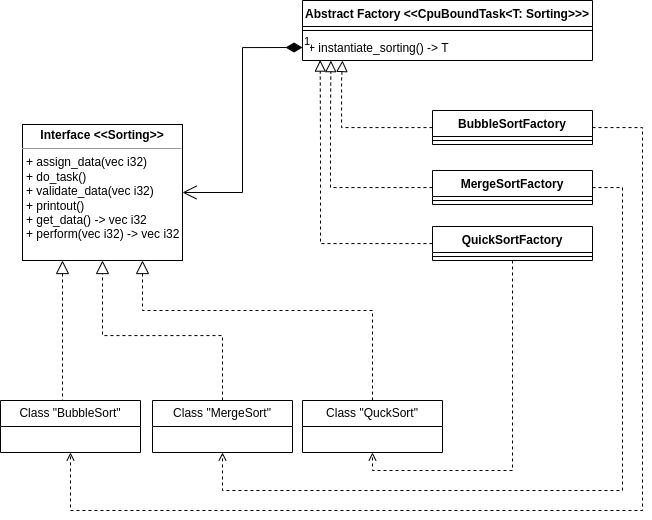 Abstract Factory <<CpuBoundTask<T: Sorting>>>
1
+ instantiate_sorting() -> T
BubbleSortFactory
Interface <<Sorting>>
+ assign_data(vec i32)
+ do_task()
+ validate_data(vec i32)
+ printout()
+ get_data() -> vec i32
+ perform(vec i32) -> vec i32
MergeSortFactory
QuickSortFactory
Class "BubbleSort"
Class "MergeSort"
Class "QuckSort"